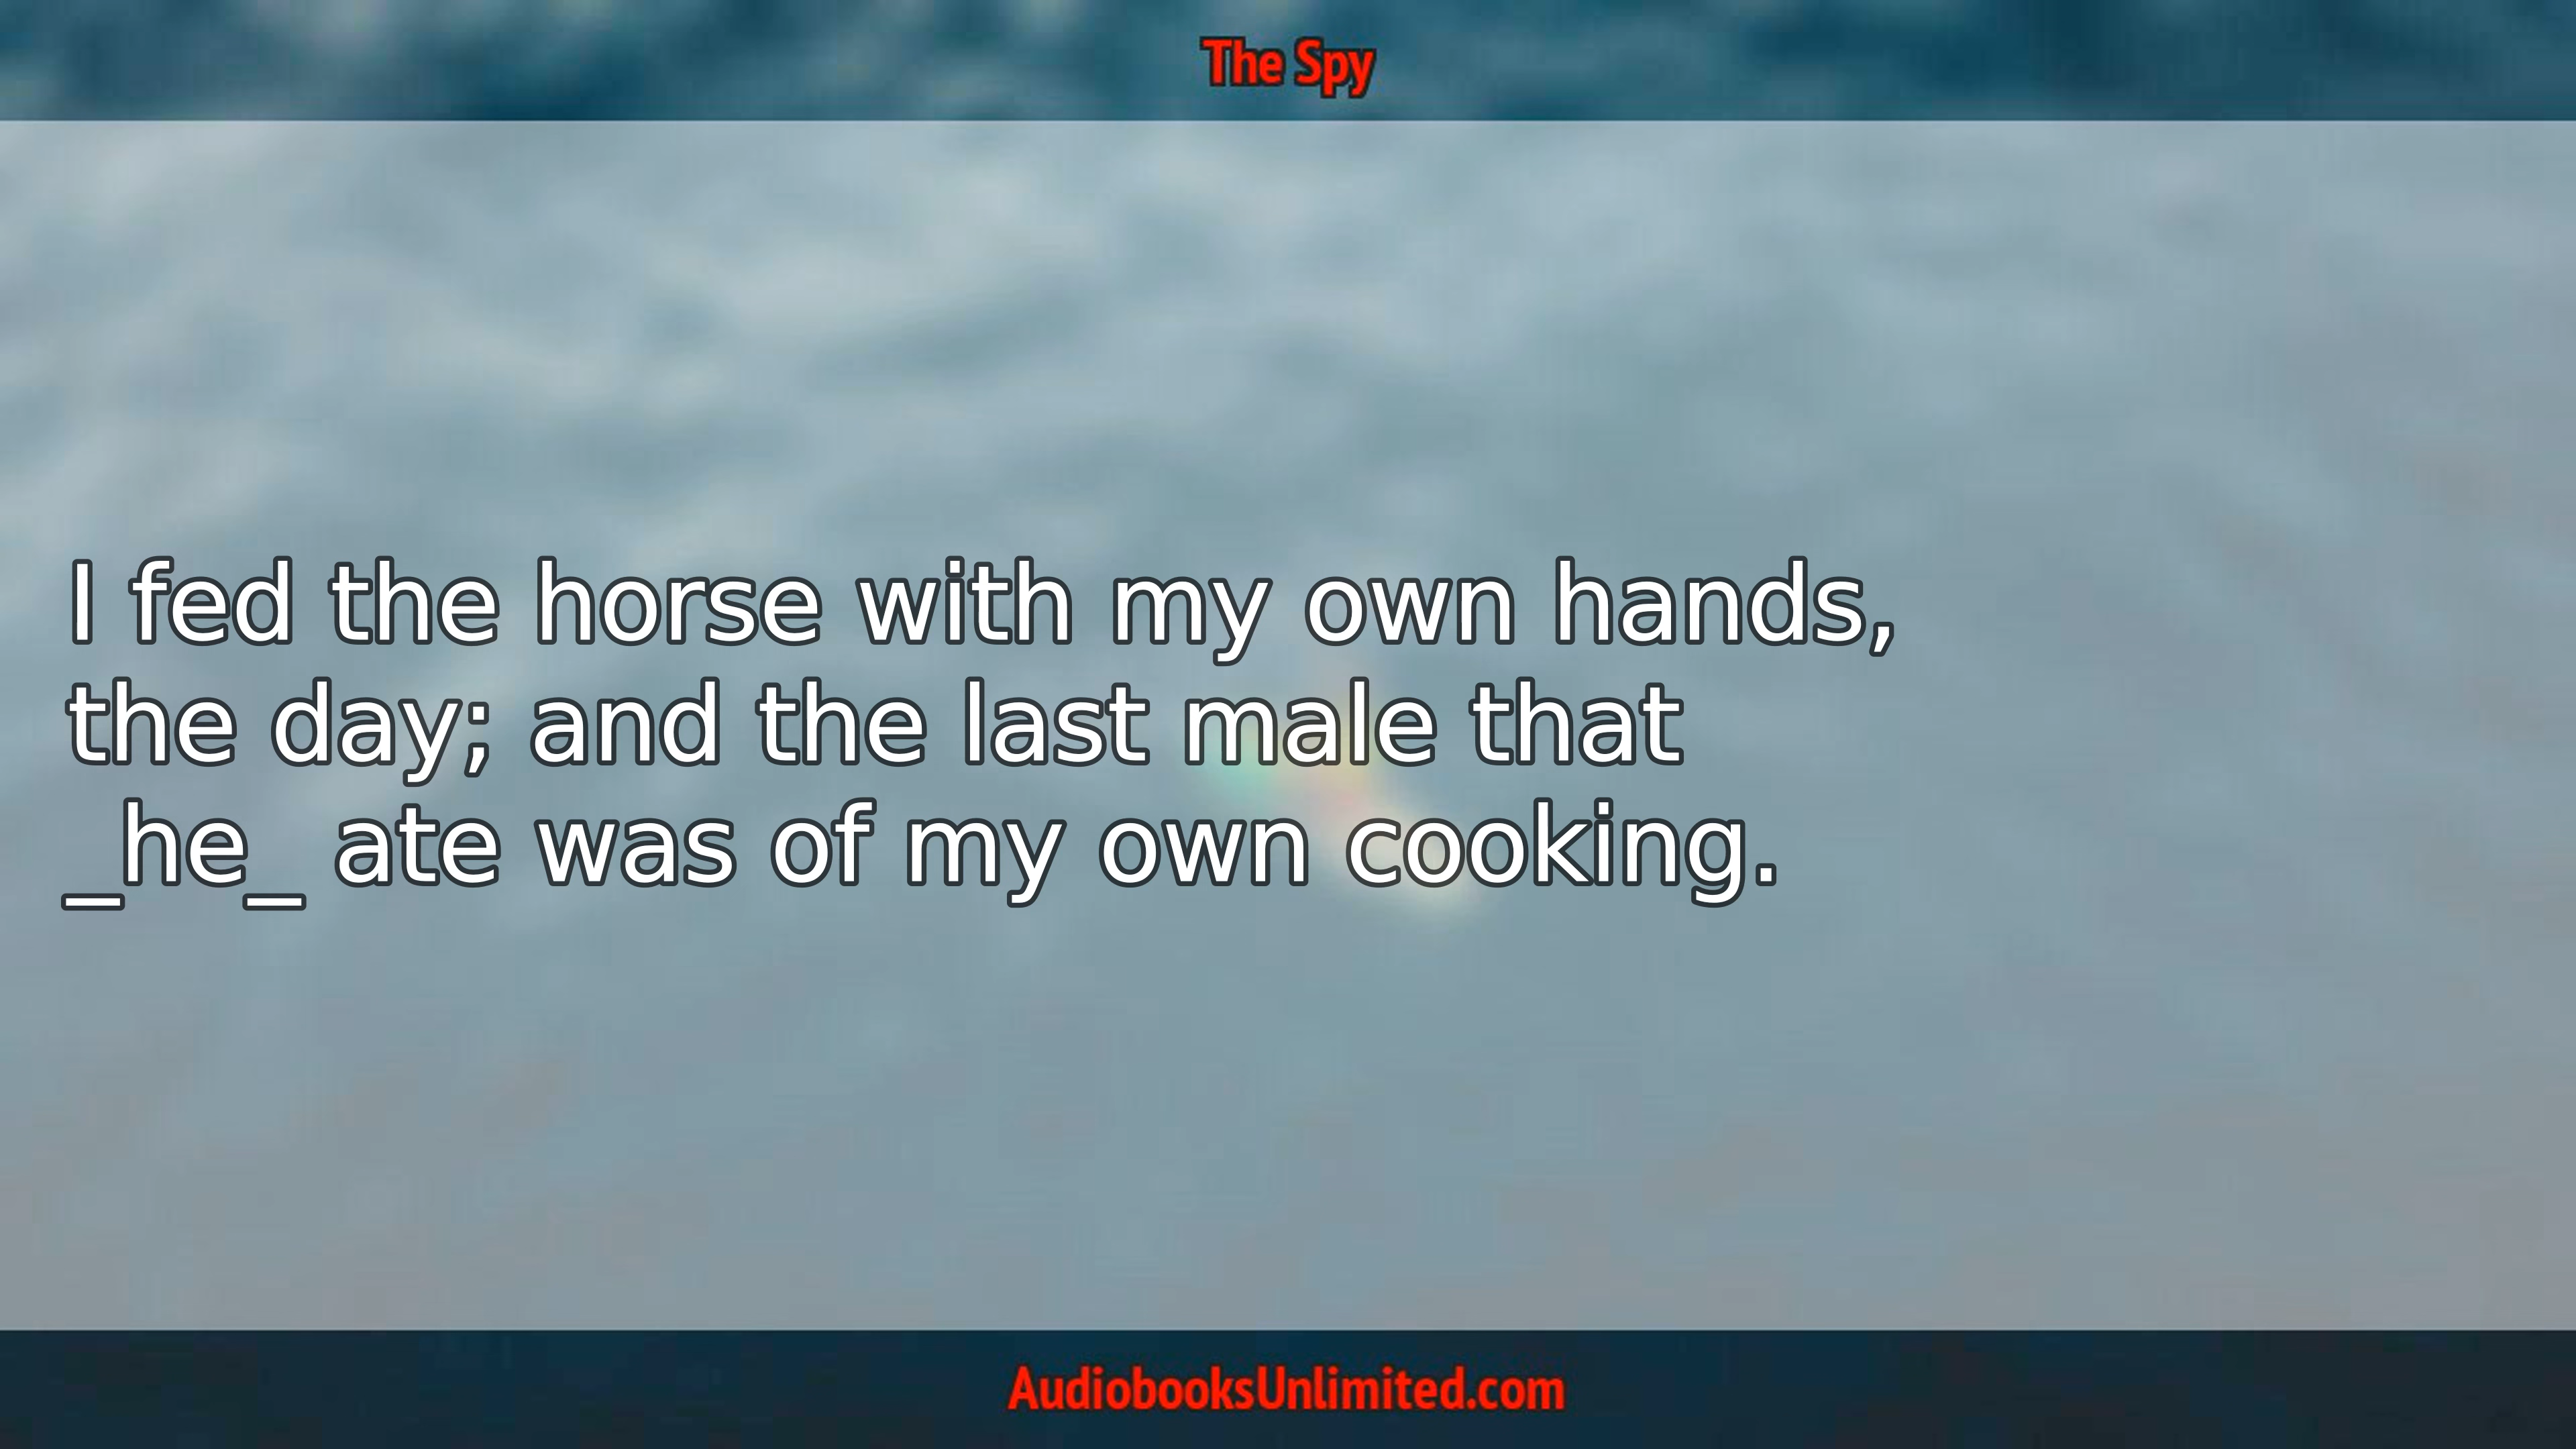 The Spy
I fed the horse with my own hands,
the day; and the last male that
_he_ ate was of my own cooking.
AudiobooksUnlimited.com